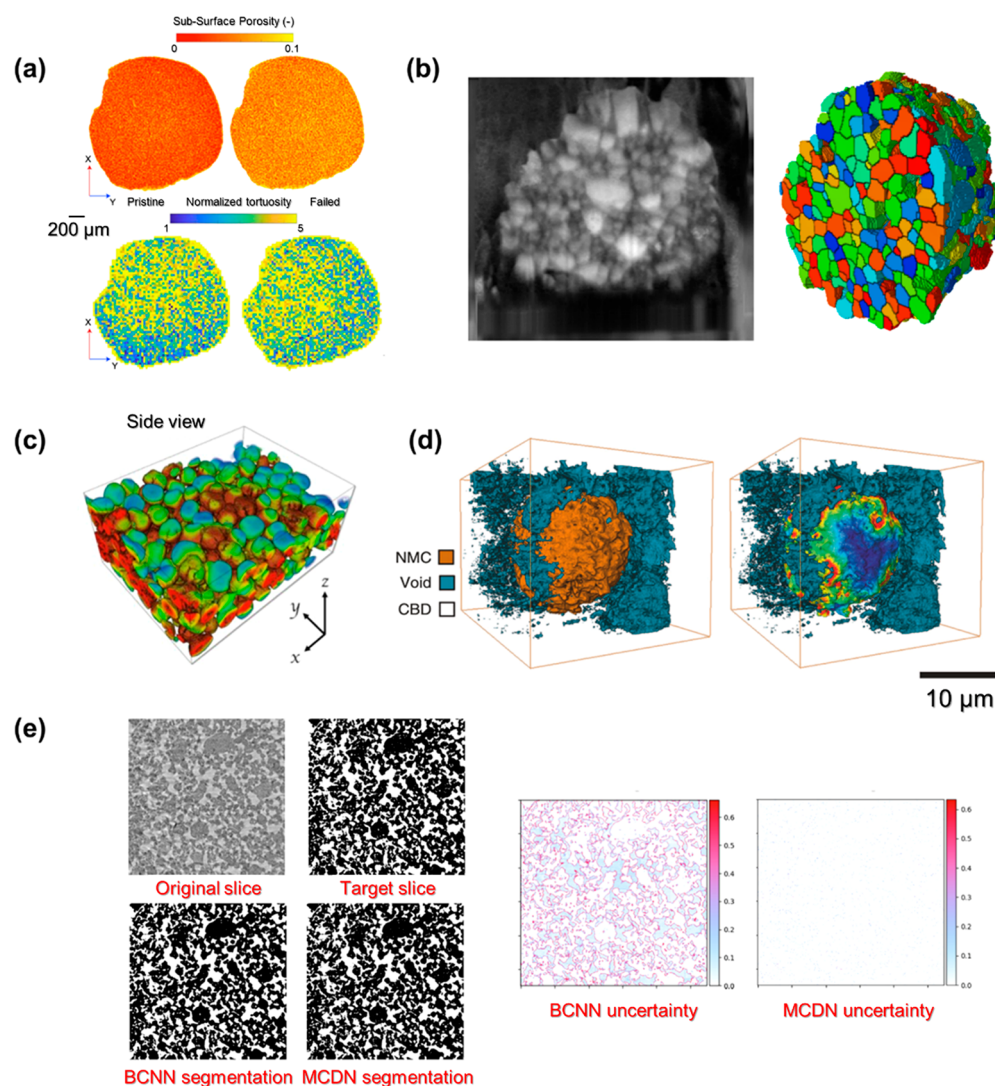 (a)
Sub-Surface Porosity (-)
0 0.1
X
Y
Pristine Normalized tortuosity Failed
200 µm
1 5
X
Y
(b)
(c)
Side view
z
y
x
(d)
NMC
Void
CBD
10 µm
(e)
Original slice Target slice
BCNN segmentation MCDN segmentation
0.6
0.5
0.4
0.3
0.2
0.1
0.0
BCNN uncertainty
0.6
0.5
0.4
0.3
0.2
0.1
0.0
MCDN uncertainty